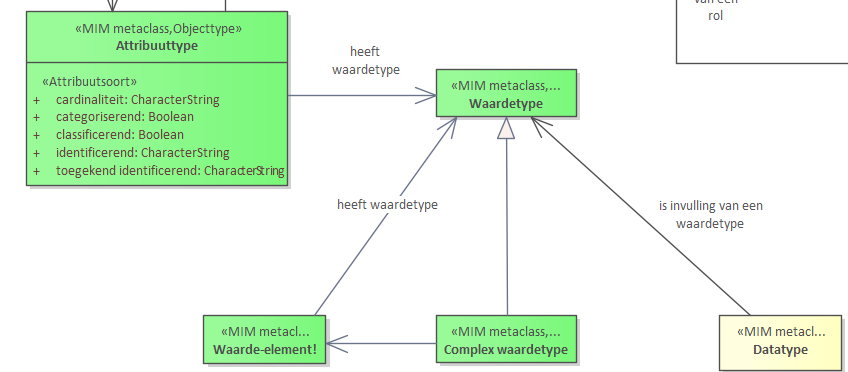 van een
rol
«MIM metaclass,Objecttype»
Attribuuttype
«Attribuutsoort»
+ cardinaliteit: CharacterString
+ categoriserend: Boolean
+ classificerend: Boolean
+ identificerend: CharacterString
+ toegekend identificerend: CharacterString
heeft
waardetype
«MIM metaclass,...
Waardetype
heeft waardetype
is invulling van een
waardetype
«MIM metacl...
Waarde-element!
«MIM metaclass,...
Complex waardetype
«MIM metacl...
Datatype